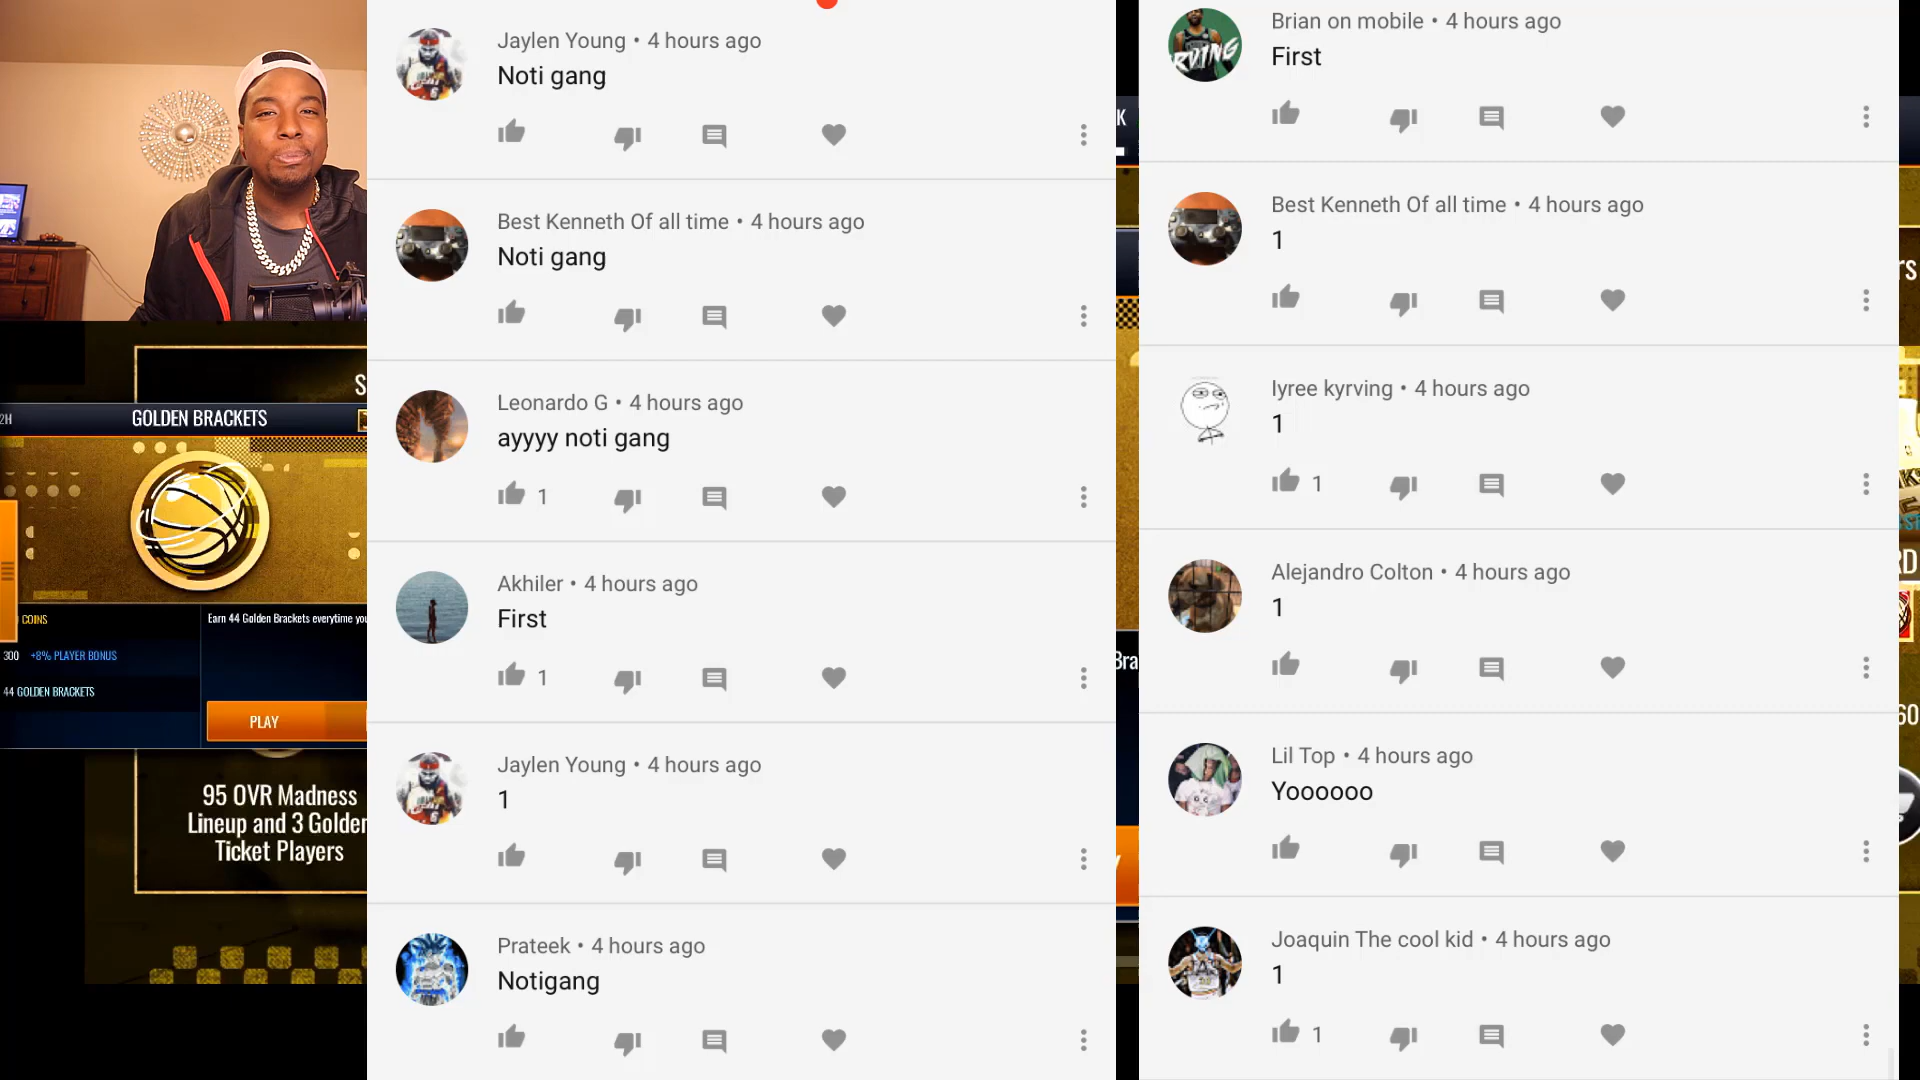 Jaylen Young • 4 hours ago
Noti gang
Best Kenneth Of all time • 4 hours ago
Noti gang
Leonardo G • 4 hours ago
ayyyy noti gang
1
Akhiler • 4 hours ago
First
1
Jaylen Young • 4 hours ago
1
Prateek • 4 hours ago
Notigang
Brian on mobile • 4 hours ago
First
Best Kenneth Of all time • 4 hours ago
1
Iyree kyrving • 4 hours ago
1
1
Alejandro Colton • 4 hours ago
1
Lil Top • 4 hours ago
Yoooooo
Joaquin The cool kid • 4 hours ago
1
1
GOLDEN BRACKETS
COINS
Earn 44 Golden Brackets everytime
300 +8% PLAYER BONUS
44 GOLDEN BRACKETS
PLAY
95 OVR Madness
Lineup and 3 Golden
Ticket Players